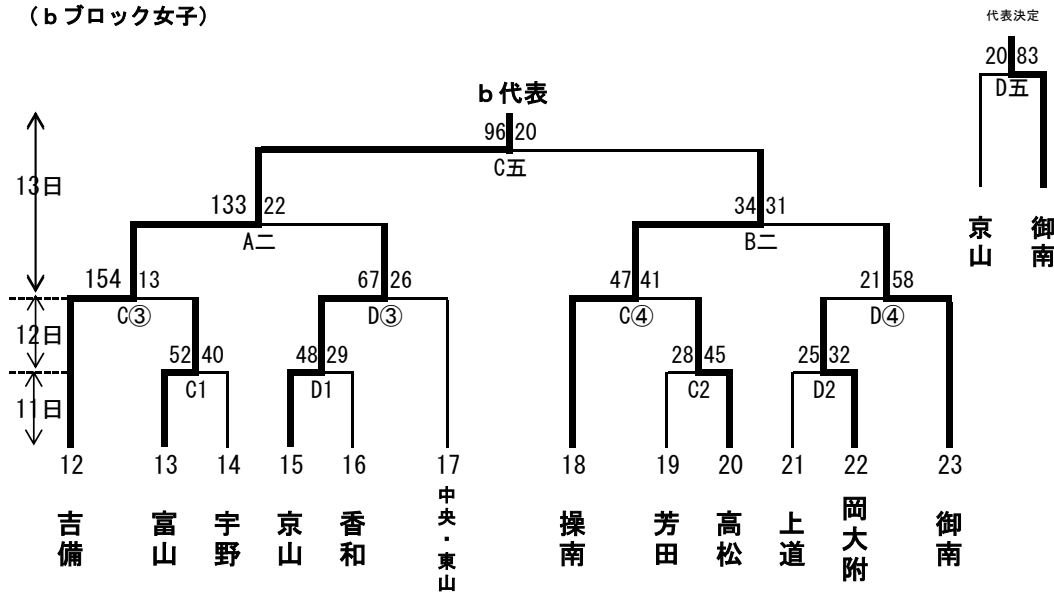 （ｂブロック女子）
代表決定
20 83
D五
京山
御南
ｂ代表
96 20
C五
13日
133 22
A二
34 31
B二
154 13
C③
67 26
D③
47 41
C④
21 58
D④
12日
52 40
C1
48 29
D1
28 45
C2
25 32
D2
11日
12 13 14 15 16 17 18 19 20 21 22 23
吉備
富山
宇野
京山
香和
中央・東山
操南
芳田
高松
上道
岡大附
御南